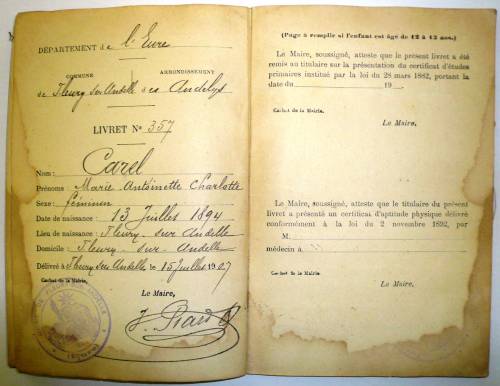 DÉPARTEMENT de l'Eure
COMMUNE ARRONDISSEMENT
de Fleury sur Andelle des Andelys
LIVRET No 357
Nom : Carel
Prénoms : Marie Antoinette Charlotte
Sexe : féminin
Date de naissance : 13 Juillet 1894
Lieu de naissance : Fleury-sur Andelle
Domicile : Fleury-sur-Andelle
Délivré à Fleury sur Andelle le 15 Juillet 1907
Cachet de la Mairie.
Le Maire,
(Page à remplir si l'enfant est âgé de 12 à 13 ans.)
Le Maire, soussigné, atteste que le présent livret a été
remis au titulaire sur la présentation du certificat d'études
primaires institué par la loi du 28 mars 1882, portant la
date du 19
Cachet de la Mairie.
Le Maire,
Le Maire, soussigné, atteste que le titulaire du présent
livret a présenté un certificat d'aptitude physique délivré
conformément à la loi du 2 novembre 1892, par
M.
médecin à
Cachet de la Mairie.
Le Maire,